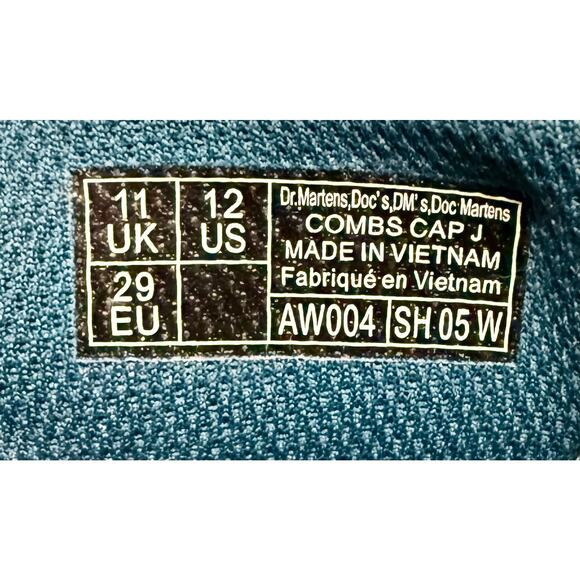 11 UK
12 US
29 EU
Dr.Martens,Doc's,DM's,Doc Martens
COMBS CAP J
MADE IN VIETNAM
Fabriqué en Vietnam
AW004
SH 05 W